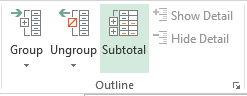 Group Ungroup Subtotal
Show Detail
Hide Detail
Outline